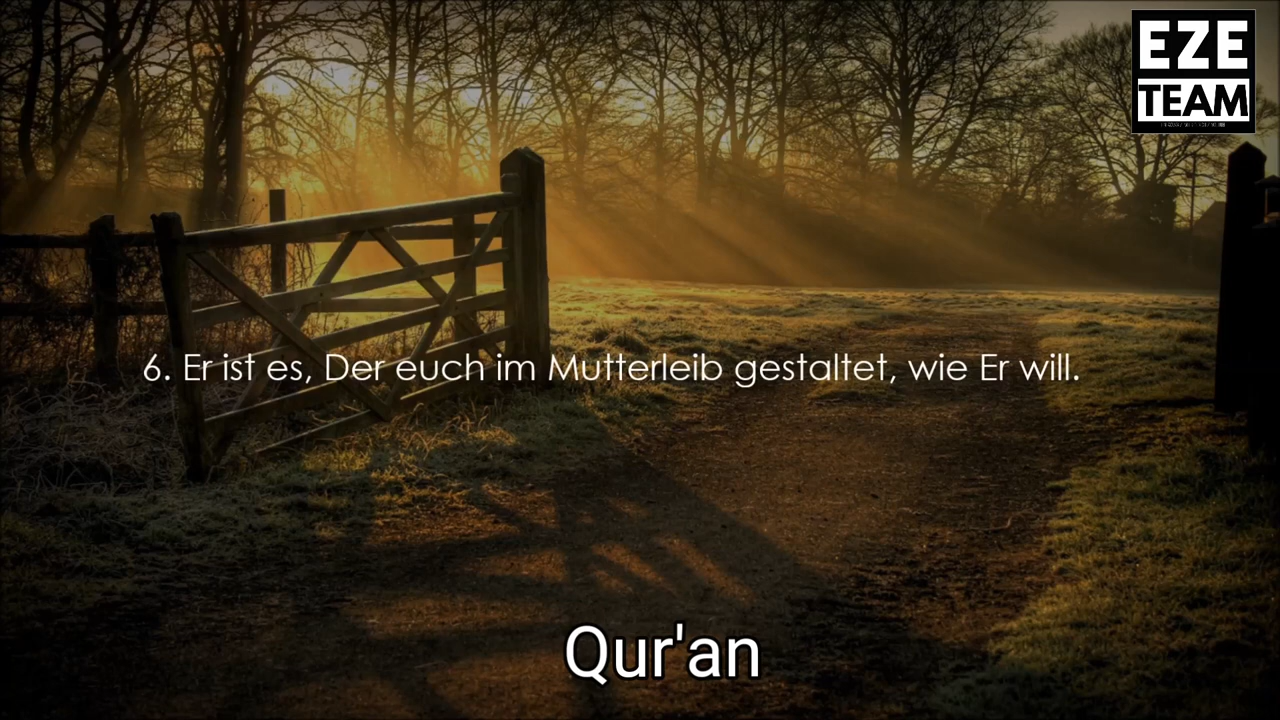 EZE
TEAM
6. Er ist es, Der euch im Mutterleib gestaltet, wie Er will.
Qur'an